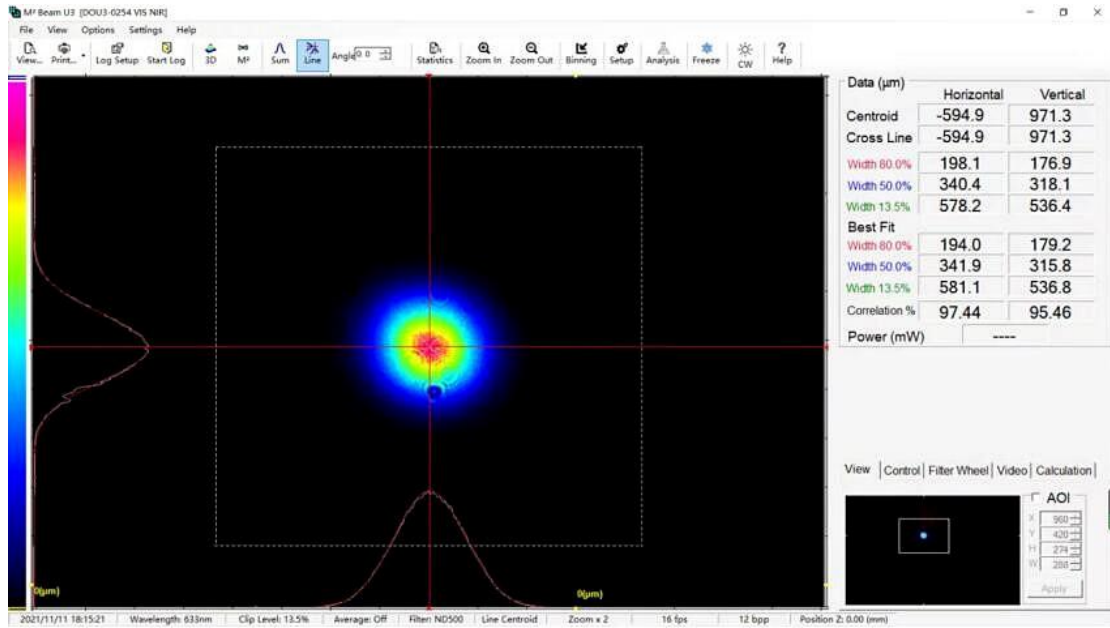 M² Beam U3 [DOU3-0254 VIS NIR]
File View Options Settings Help
View... Print... Log Setup Start Log 3D M² Sum Line Angle 0.0 Statistics Zoom In Zoom Out Binning Setup Analysis Freeze CW Help
Data (µm)
Horizontal Vertical
Centroid -594.9 971.3
Cross Line -594.9 971.3
Width 80.0% 198.1 176.9
Width 50.0% 340.4 318.1
Width 13.5% 578.2 536.4
Best Fit
Width 80.0% 194.0 179.2
Width 50.0% 341.9 315.8
Width 13.5% 581.1 536.8
Correlation % 97.44 95.46
Power (mW) ----
View Control Filter Wheel Video Calculation
AOI
X 960
Y 420
H 274
W 288
Apply
0(µm) 0(µm)
2021/11/11 18:15:21 Wavelength: 633nm Clip Level: 13.5% Average: Off Filter: ND500 Line Centroid Zoom x 2 16 fps 12 bpp Position Z: 0.00 (mm)